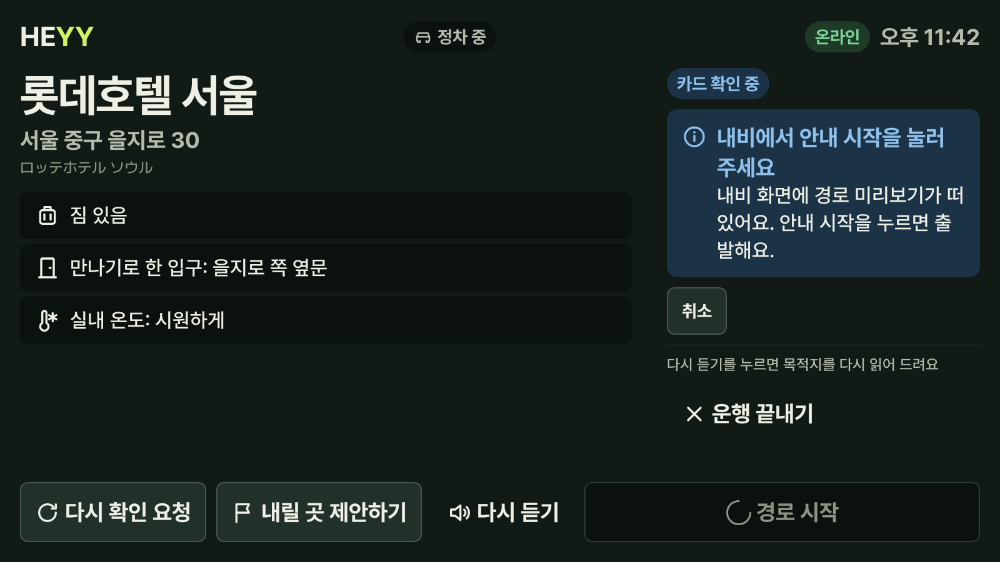 HEYY
정차 중
온라인
오후 11:42
롯데호텔 서울
서울 중구 을지로 30
ロッテホテル ソウル
짐 있음
만나기로 한 입구: 을지로 쪽 옆문
실내 온도: 시원하게
카드 확인 중
내비에서 안내 시작을 눌러
주세요
내비 화면에 경로 미리보기가 떠
있어요. 안내 시작을 누르면 출
발해요.
취소
다시 듣기를 누르면 목적지를 다시 읽어 드려요
운행 끝내기
다시 확인 요청
내릴 곳 제안하기
다시 듣기
경로 시작